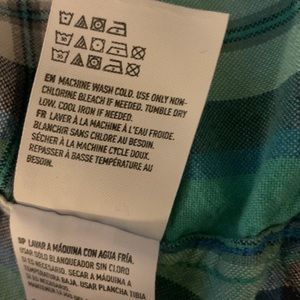 EN MACHINE WASH COLD. USE ONLY NON-
CHLORINE BLEACH IF NEEDED. TUMBLE DRY
LOW. COOL IRON IF NEEDED.
FR LAVER À LA MACHINE À L'EAU FROIDE.
BLANCHIR SANS CHLORE AU BESOIN.
SÉCHER À LA MACHINE CYCLE DOUX.
REPASSER À BASSE TEMPÉRATURE AU
BESOIN.
SP LAVAR A MÁQUINA CON AGUA FRÍA.
USAR SÓLO BLANQUEADOR SIN CLORO
SI ES NECESARIO. SECAR A MÁQUINA A
TEMPERATURA BAJA. USAR PLANCHA TIBIA